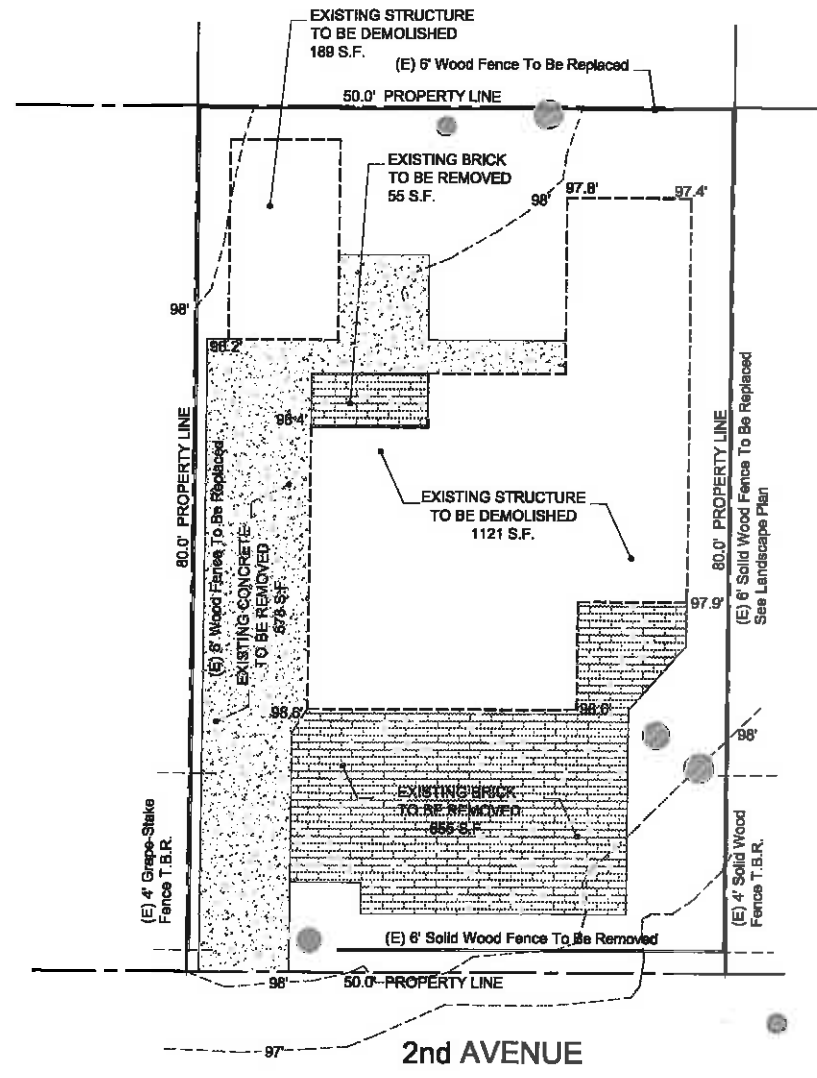 EXISTING STRUCTURE
TO BE DEMOLISHED
189 S.F.
(E) 6' Wood Fence To Be Replaced
50.0' PROPERTY LINE
EXISTING BRICK
TO BE REMOVED
55 S.F.
97.8'
97.4'
98'
98'
98.2'
98.4'
80.0' PROPERTY LINE
(E) 6' Wood Fence To Be Replaced
EXISTING CONCRETE
TO BE REMOVED
678 S.F.
EXISTING STRUCTURE
TO BE DEMOLISHED
1121 S.F.
80.0' PROPERTY LINE
(E) 6' Solid Wood Fence To Be Replaced
See Landscape Plan
97.9'
98.6'
98.6'
98'
EXISTING BRICK
TO BE REMOVED
(E) 4' Grape-Stake
Fence T.B.R.
(E) 4' Solid Wood
Fence T.B.R.
(E) 6' Solid Wood Fence To Be Removed
98'
50.0' PROPERTY LINE
97'
2nd AVENUE